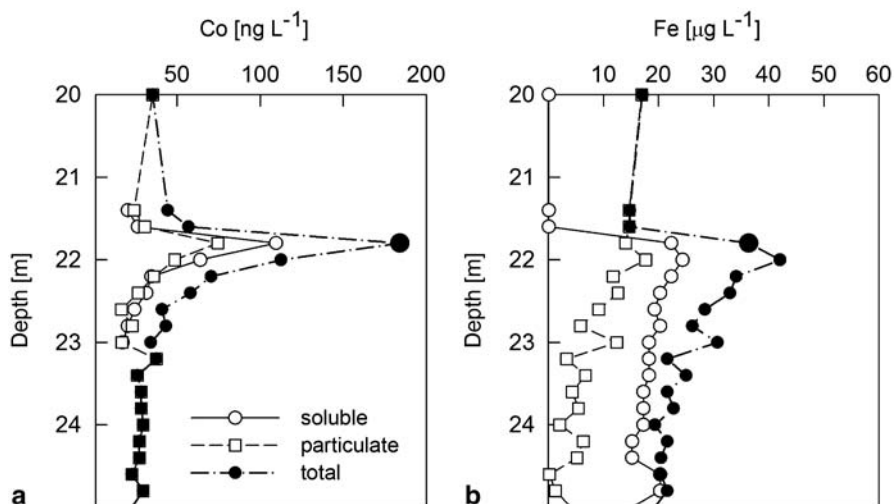 Co [ng L⁻¹]
50 100 150 200
20
21
22
23
24
Depth [m]
soluble
particulate
total
a
Fe [µg L⁻¹]
10 20 30 40 50 60
20
21
22
23
24
Depth [m]
b